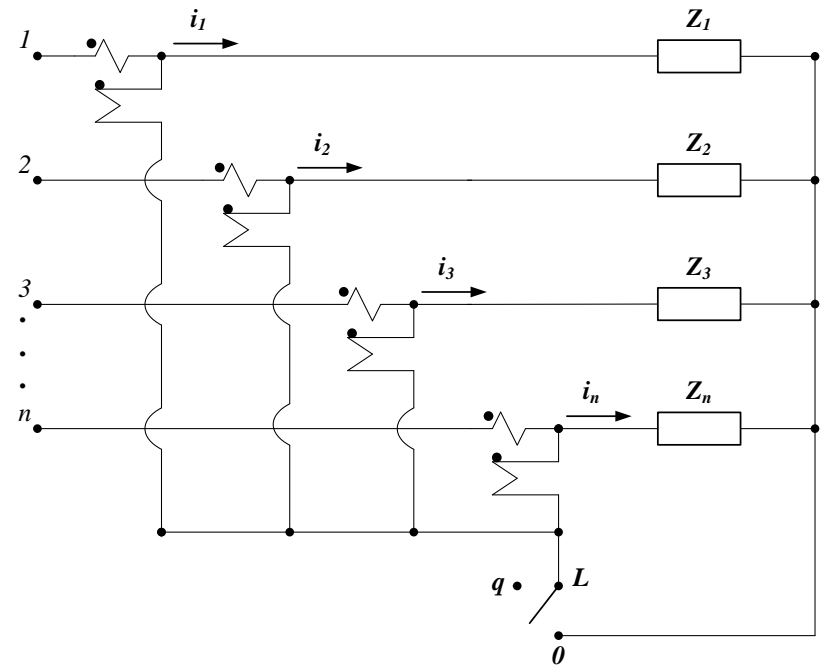 1 i₁ Z₁
2 i₂ Z₂
3 i₃ Z₃
.
.
.
n iₙ Zₙ
q L
0